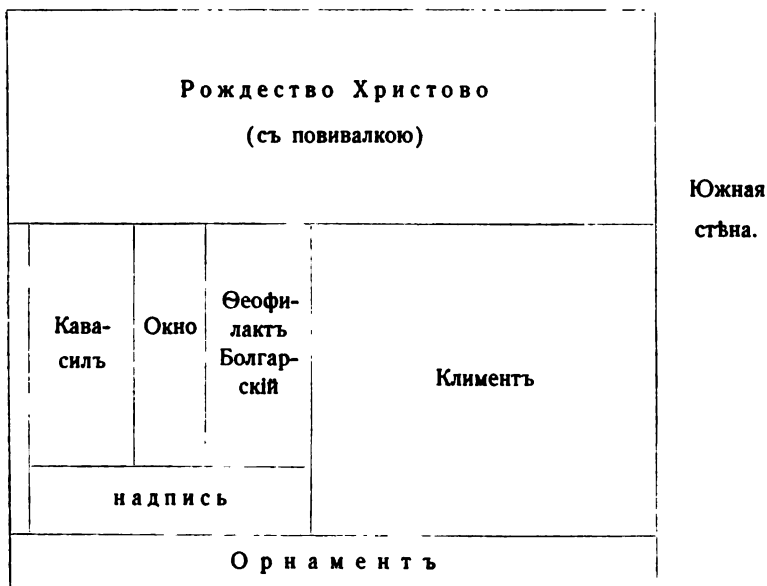 Рождество Христово
(съ повивалкою)
Южная
стѣна.
Кава-
силъ
Окно
Ѳеофи-
лактъ
Болгар-
скій
Климентъ
надпись
Орнаментъ